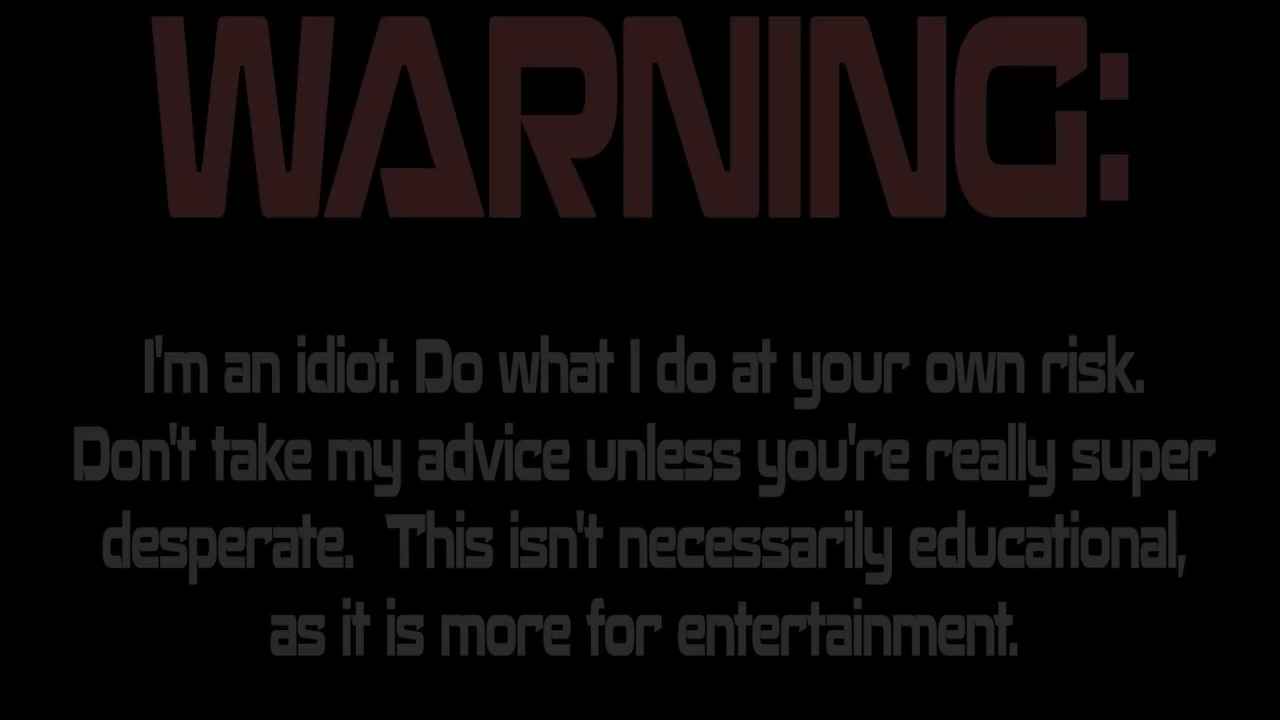 WARNING:
I'm an idiot. Do what I do at your own risk.
Don't take my advice unless you're really super
desperate.  This isn't necessarily educational,
as it is more for entertainment.